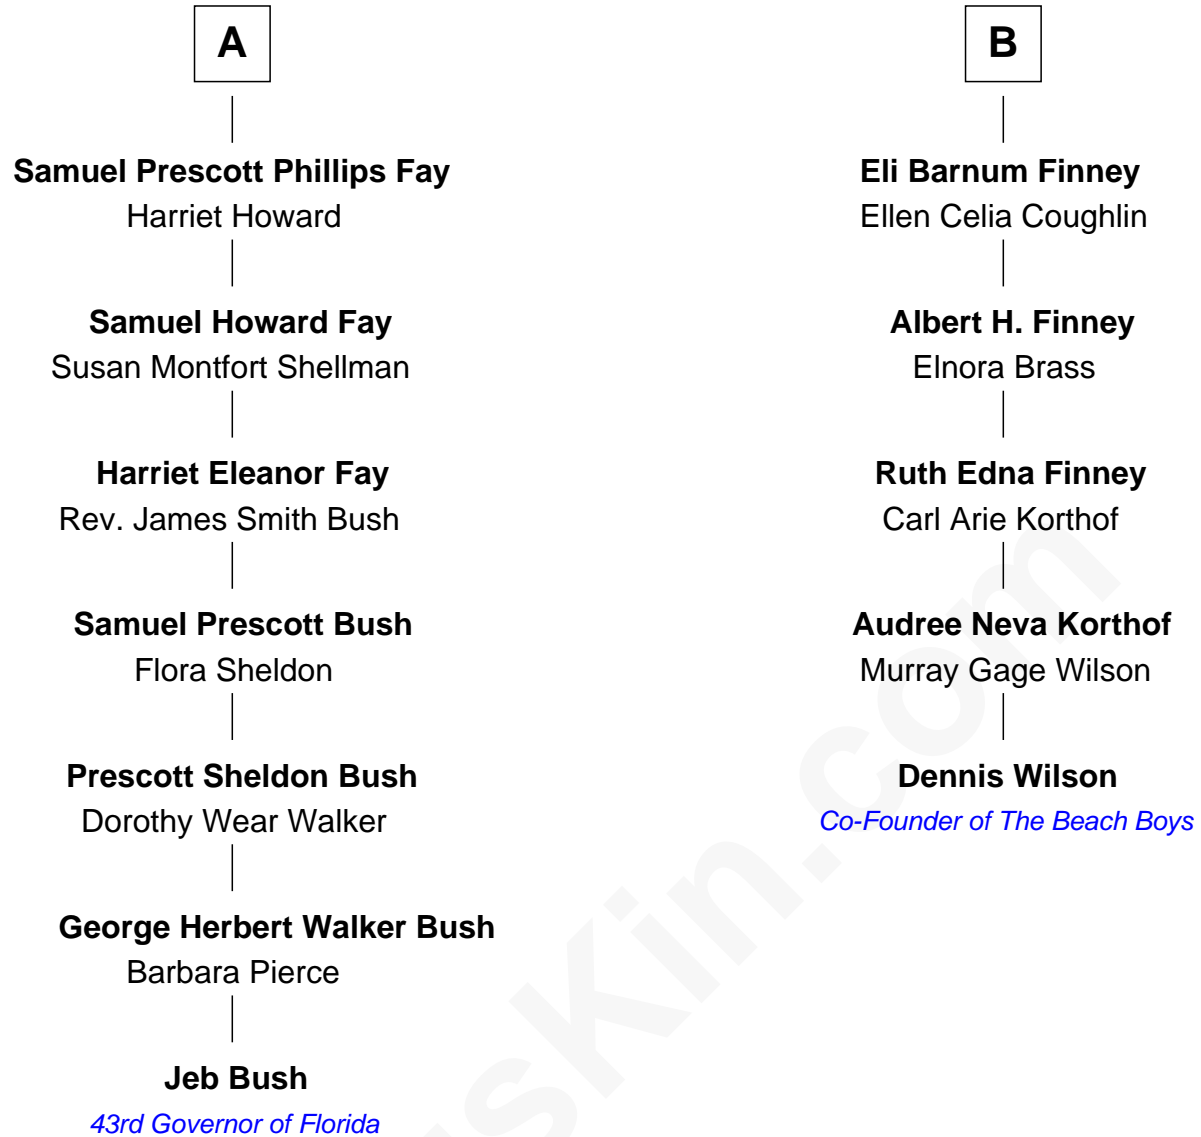 A
Samuel Prescott Phillips Fay
Harriet Howard
Samuel Howard Fay
Susan Montfort Shellman
Harriet Eleanor Fay
Rev. James Smith Bush
Samuel Prescott Bush
Flora Sheldon
Prescott Sheldon Bush
Dorothy Wear Walker
George Herbert Walker Bush
Barbara Pierce
Jeb Bush
43rd Governor of Florida
B
Eli Barnum Finney
Ellen Celia Coughlin
Albert H. Finney
Elnora Brass
Ruth Edna Finney
Carl Arie Korthof
Audree Neva Korthof
Murray Gage Wilson
Dennis Wilson
Co-Founder of The Beach Boys